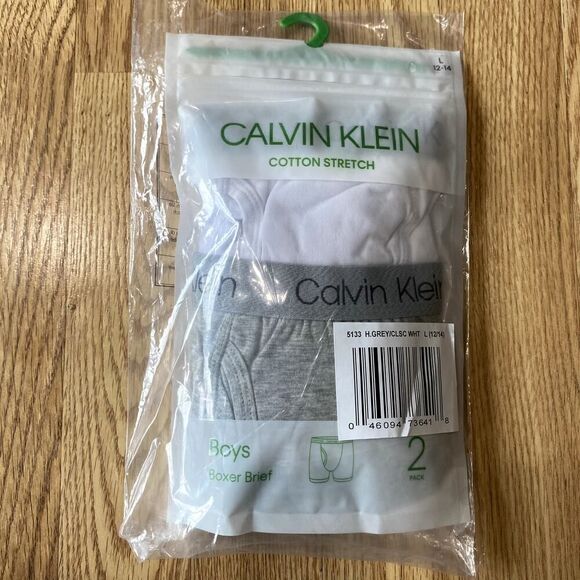 L
12-14
CALVIN KLEIN
COTTON STRETCH
lein Calvin Klein
5133 H.GREY/CLSC WHT L (12/14)
0 46094 73641 8
Boys
Boxer Brief
2
PACK